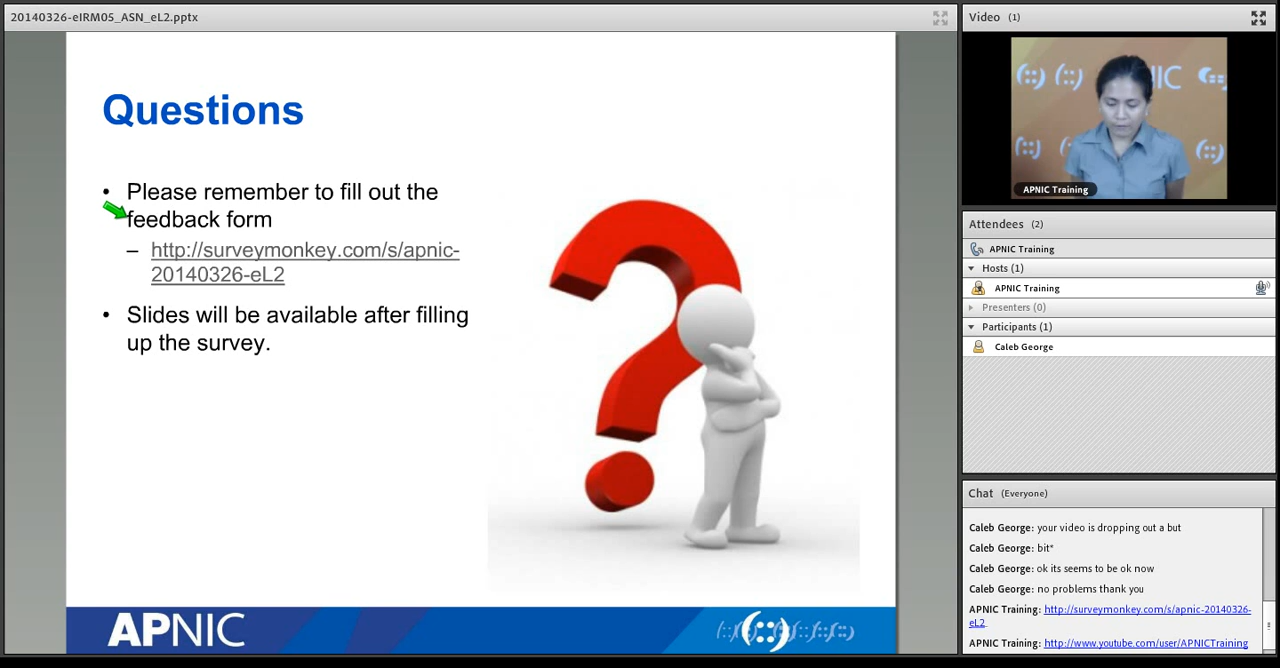 20140326-eIRM05_ASN_eL2.pptx
Questions
• Please remember to fill out the
feedback form
– http://surveymonkey.com/s/apnic-
20140326-eL2
• Slides will be available after filling
up the survey.
APNIC
Video (1)
IC
APNIC Training
Attendees (2)
APNIC Training
Hosts (1)
APNIC Training
Presenters (0)
Participants (1)
Caleb George
Chat (Everyone)
Caleb George: your video is dropping out a but
Caleb George: bit*
Caleb George: ok its seems to be ok now
Caleb George: no problems thank you
APNIC Training: http://surveymonkey.com/s/apnic-20140326-
eL2
APNIC Training: http://www.youtube.com/user/APNICTraining